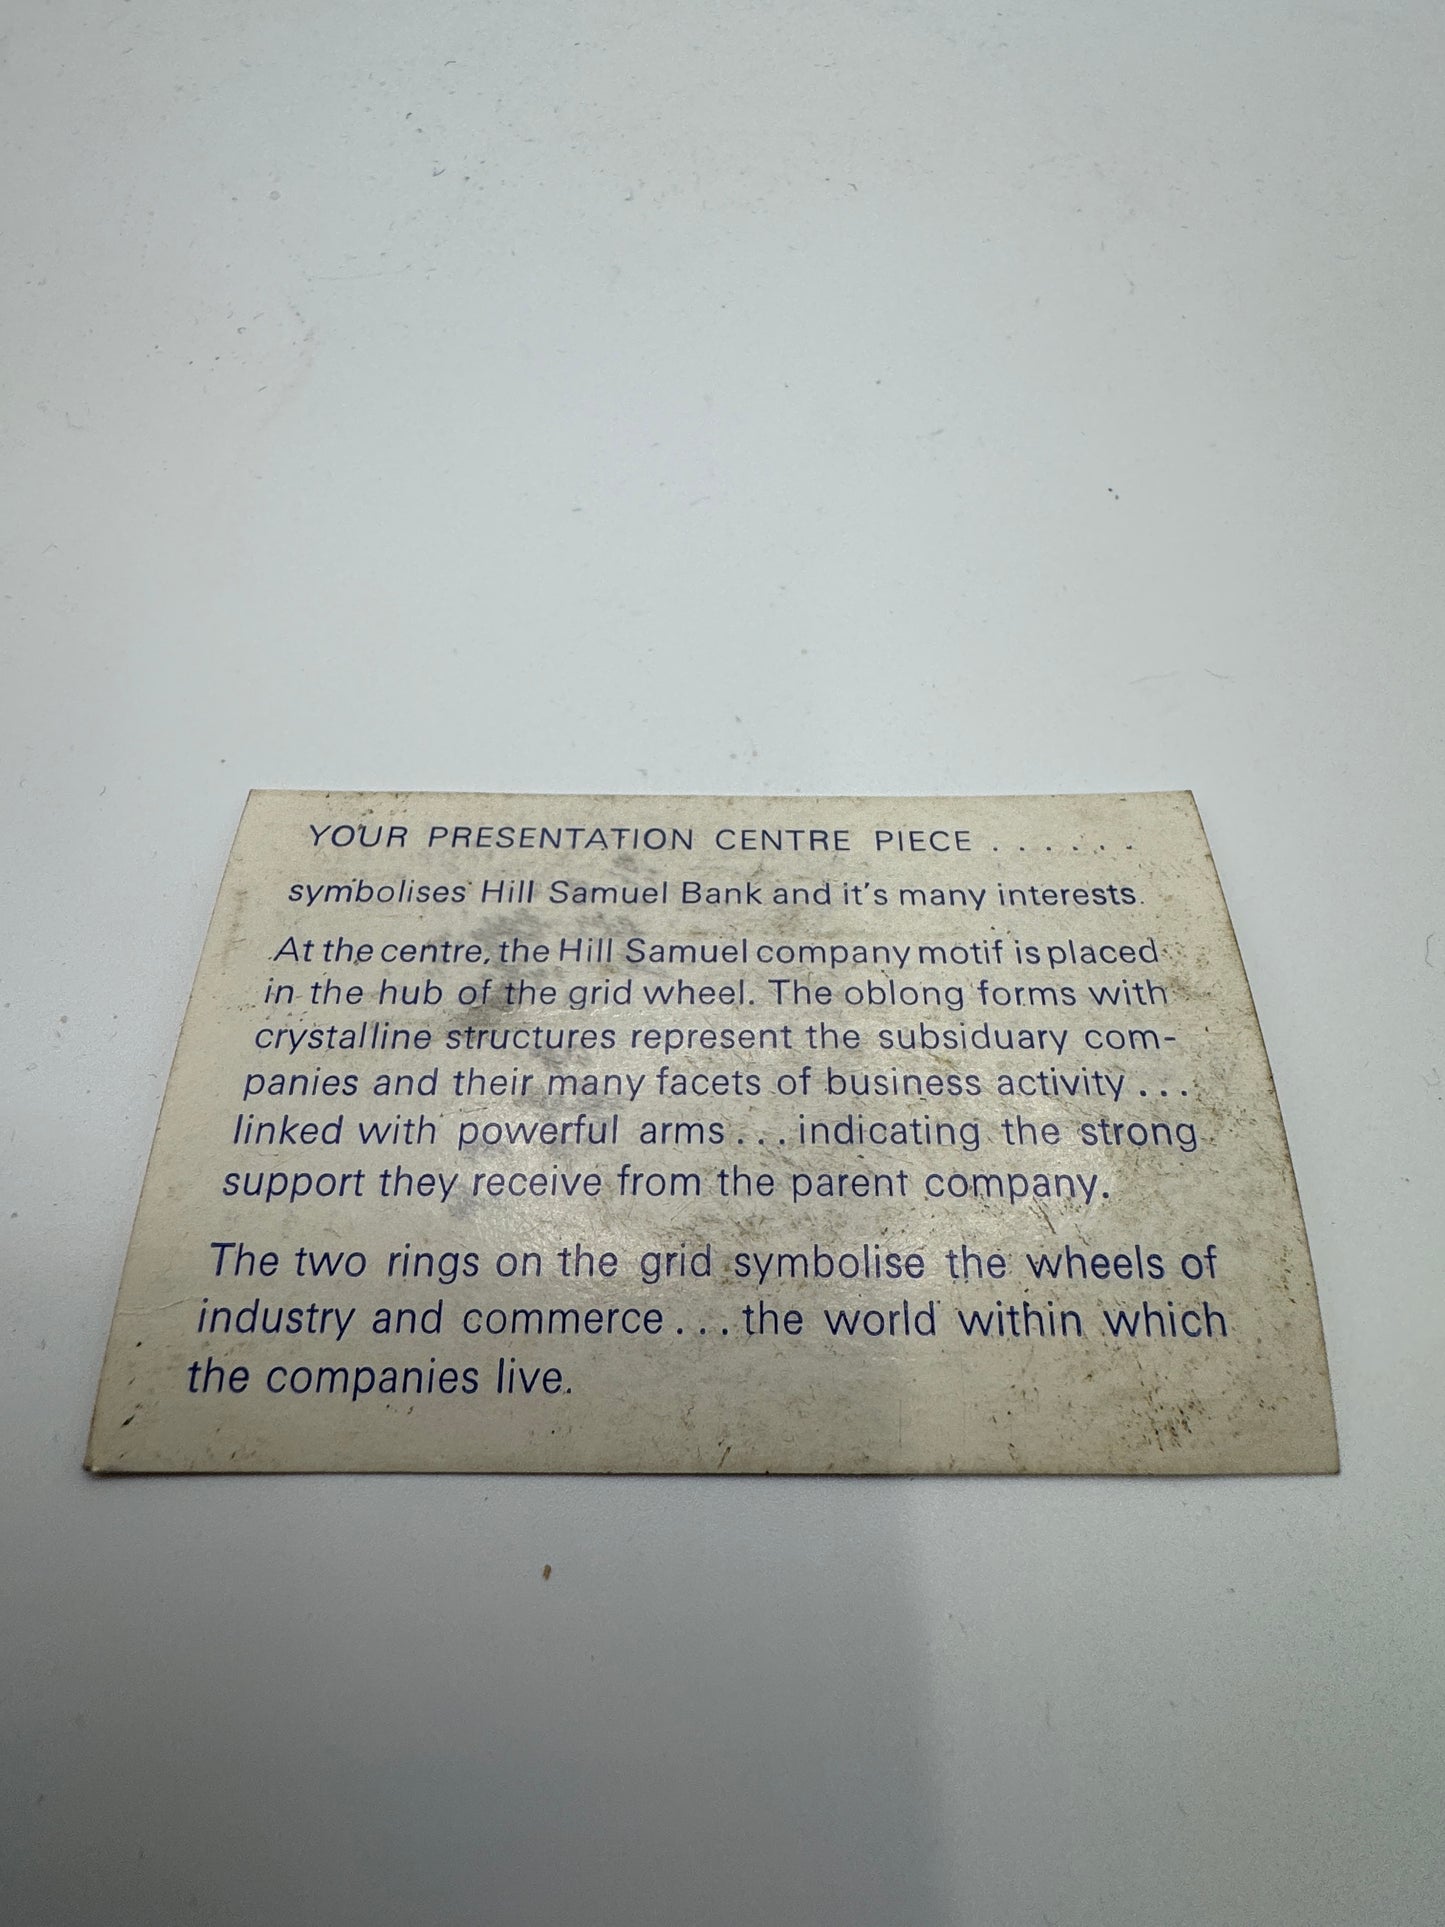 YOUR PRESENTATION CENTRE PIECE . . . . . .
symbolises Hill Samuel Bank and it's many interests.
At the centre, the Hill Samuel company motif is placed
in the hub of the grid wheel. The oblong forms with
crystalline structures represent the subsiduary com-
panies and their many facets of business activity . . .
linked with powerful arms . . . indicating the strong
support they receive from the parent company.
The two rings on the grid symbolise the wheels of
industry and commerce . . . the world within which
the companies live.